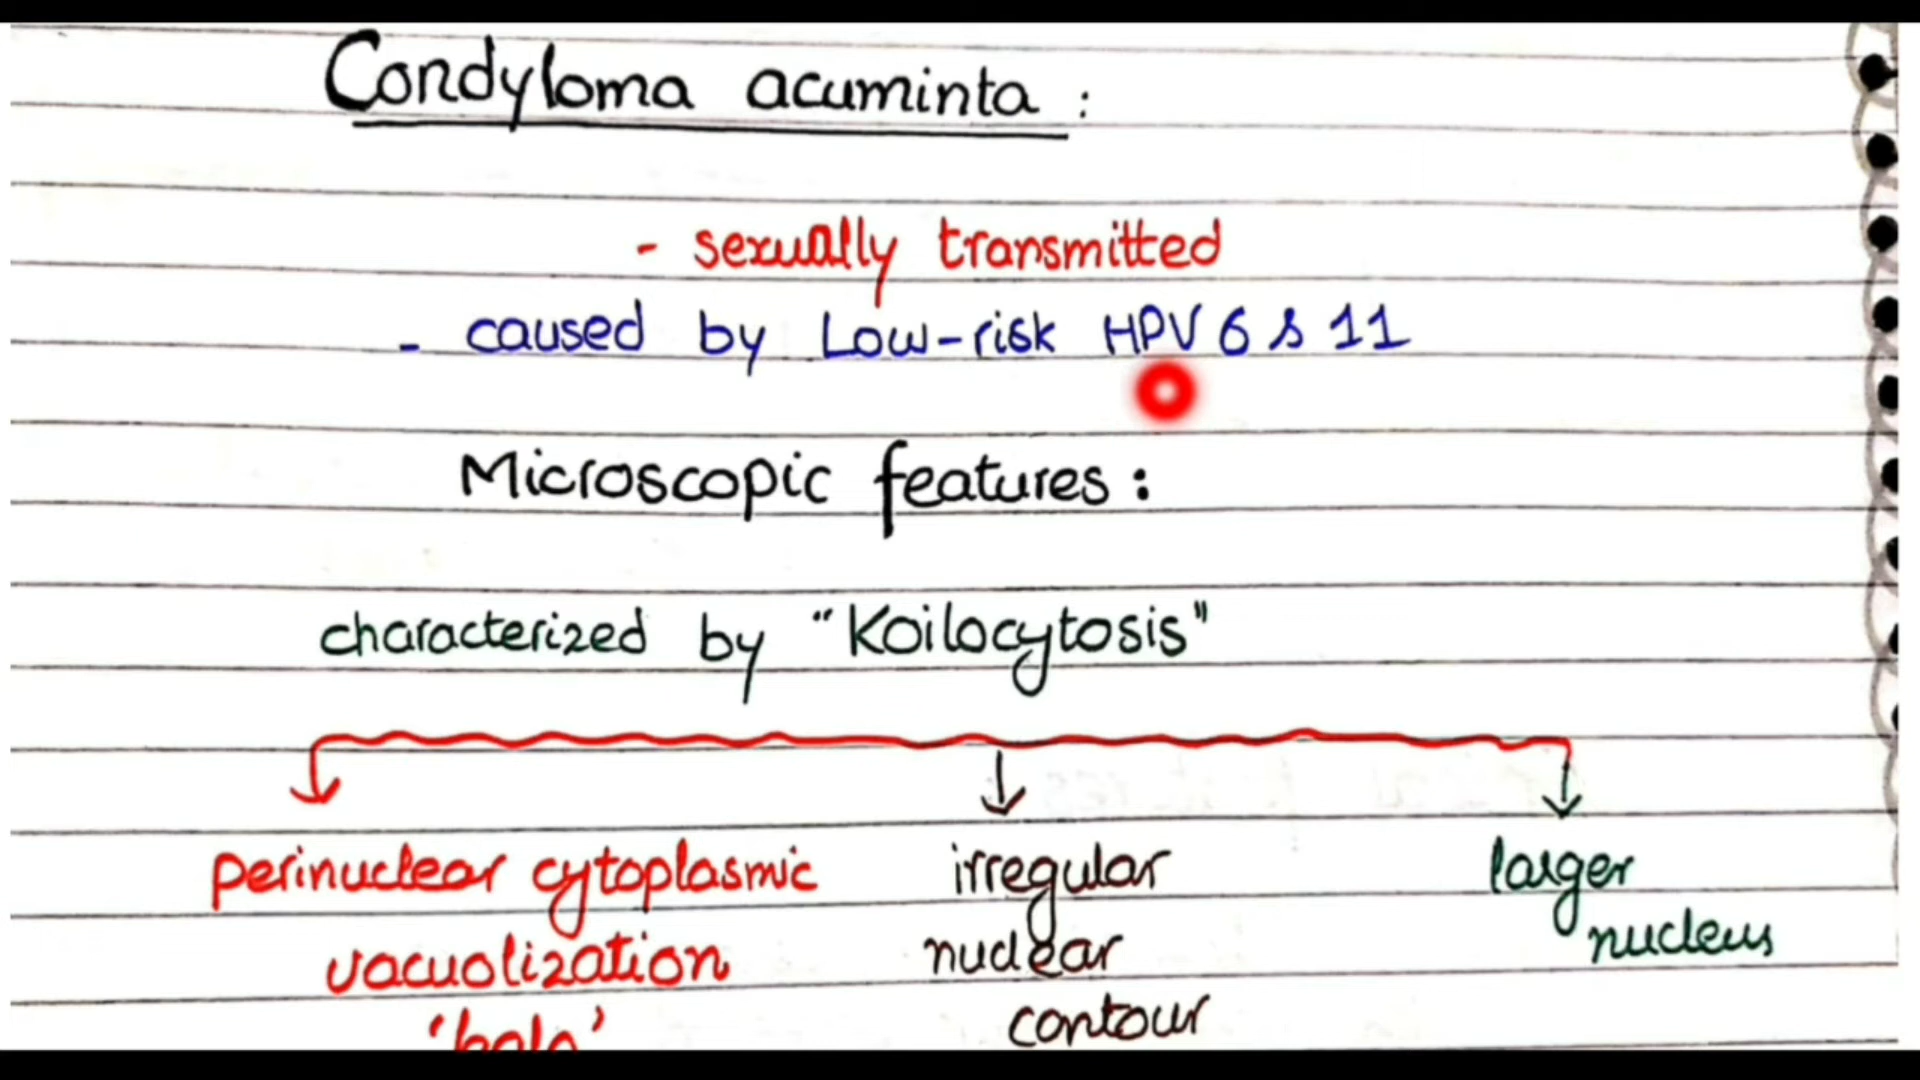 Condyloma acuminta :
- sexually transmitted
- caused by Low-risk HPV 6 & 11
Microscopic features :
characterized by "Koilocytosis"
perinuclear cytoplasmic vacuolization 'halo'
irregular nuclear contour
larger nucleus